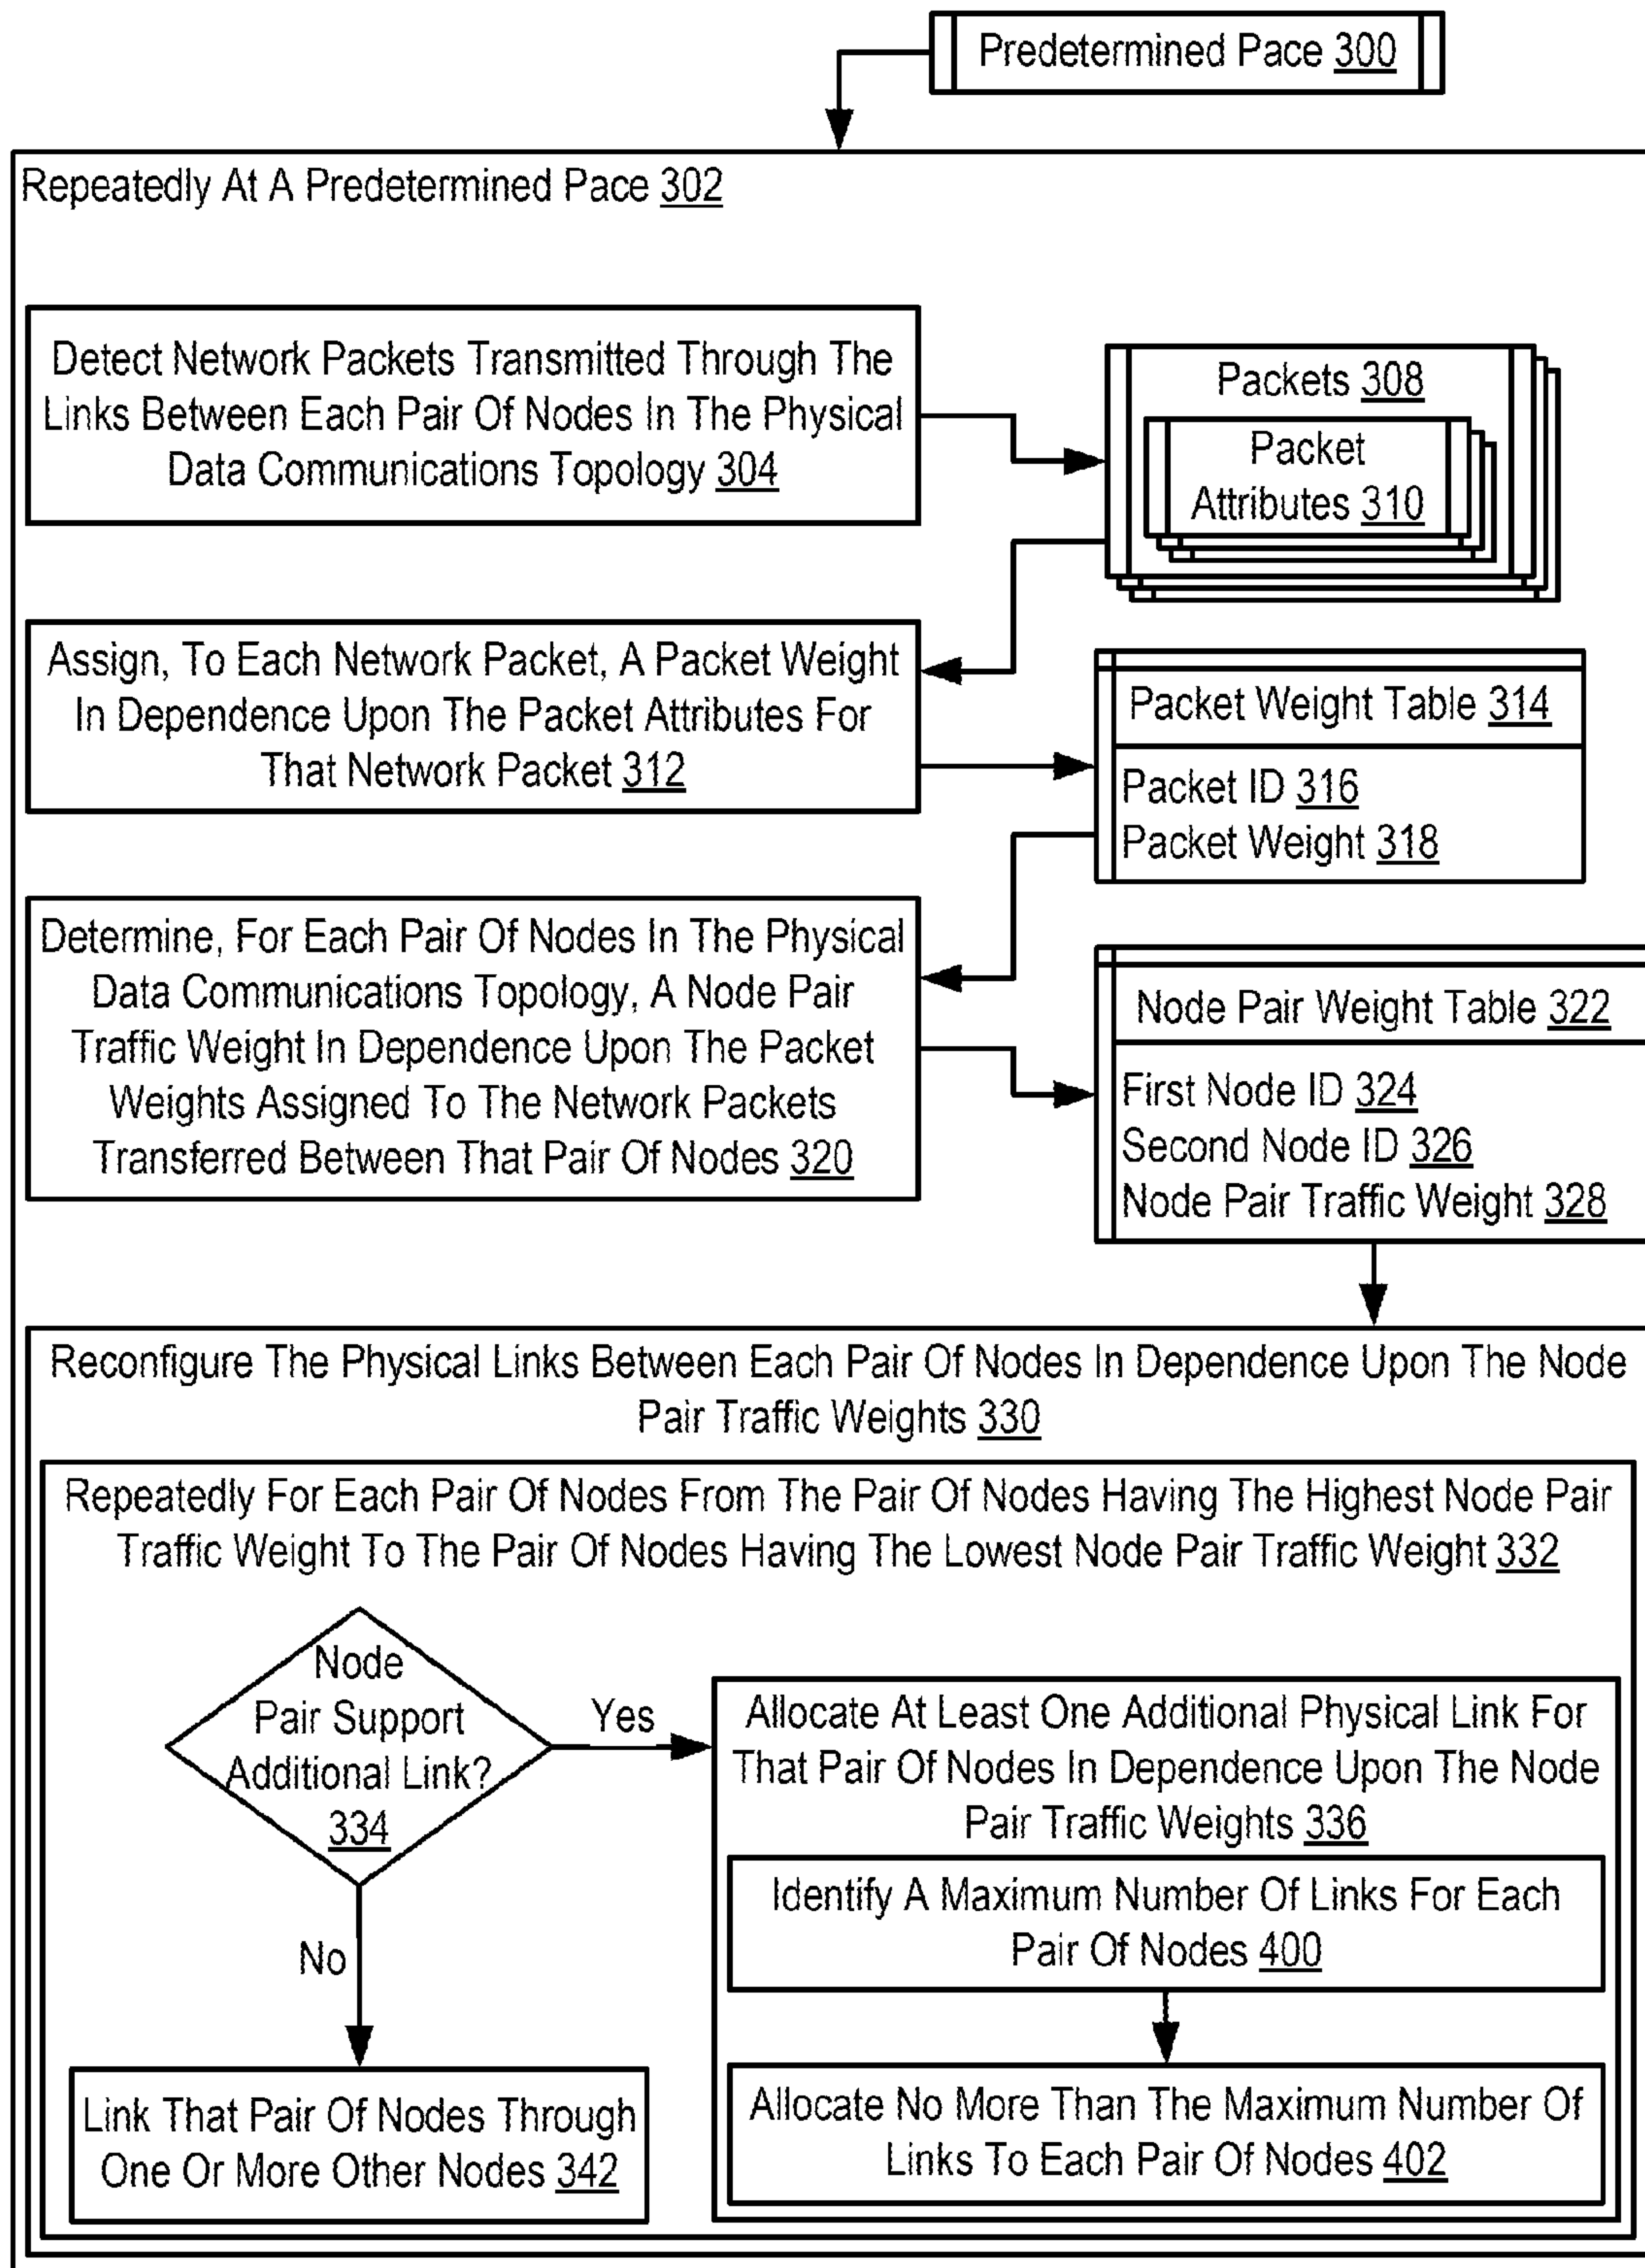 Predetermined Pace 300
Repeatedly At A Predetermined Pace 302
Detect Network Packets Transmitted Through The
Links Between Each Pair Of Nodes In The Physical
Data Communications Topology 304
Packets 308
Packet
Attributes 310
Assign, To Each Network Packet, A Packet Weight
In Dependence Upon The Packet Attributes For
That Network Packet 312
Packet Weight Table 314
Packet ID 316
Packet Weight 318
Determine, For Each Pair Of Nodes In The Physical
Data Communications Topology, A Node Pair
Traffic Weight In Dependence Upon The Packet
Weights Assigned To The Network Packets
Transferred Between That Pair Of Nodes 320
Node Pair Weight Table 322
First Node ID 324
Second Node ID 326
Node Pair Traffic Weight 328
Reconfigure The Physical Links Between Each Pair Of Nodes In Dependence Upon The Node
Pair Traffic Weights 330
Repeatedly For Each Pair Of Nodes From The Pair Of Nodes Having The Highest Node Pair
Traffic Weight To The Pair Of Nodes Having The Lowest Node Pair Traffic Weight 332
Node
Pair Support
Additional Link?
334
Yes
No
Allocate At Least One Additional Physical Link For
That Pair Of Nodes In Dependence Upon The Node
Pair Traffic Weights 336
Identify A Maximum Number Of Links For Each
Pair Of Nodes 400
Allocate No More Than The Maximum Number Of
Links To Each Pair Of Nodes 402
Link That Pair Of Nodes Through
One Or More Other Nodes 342